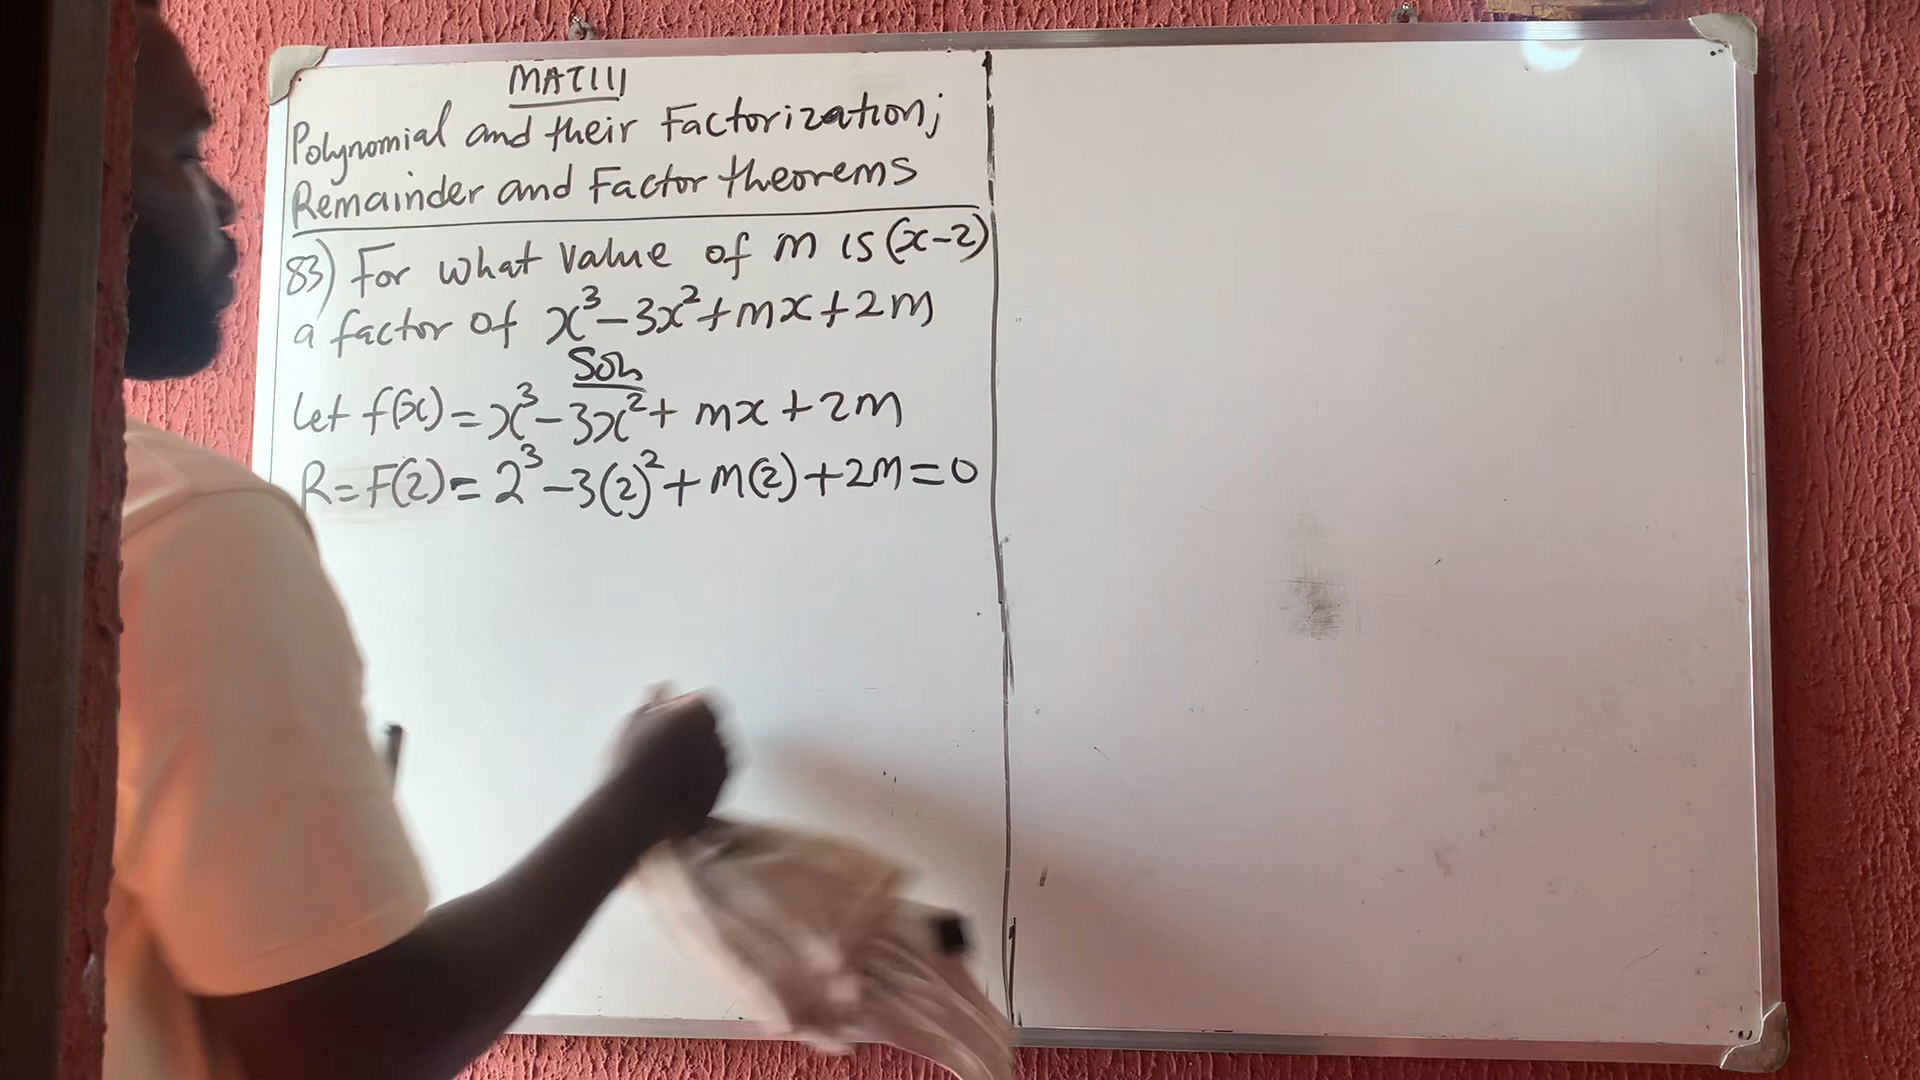 MAT111
Polynomial and their Factorization;
Remainder and Factor theorems
83) For what value of m is (x-2)
a factor of x³-3x²+mx+2m
Soln
Let f(x)=x³-3x²+mx+2m
R=F(2)=2³-3(2)²+m(2)+2m=0